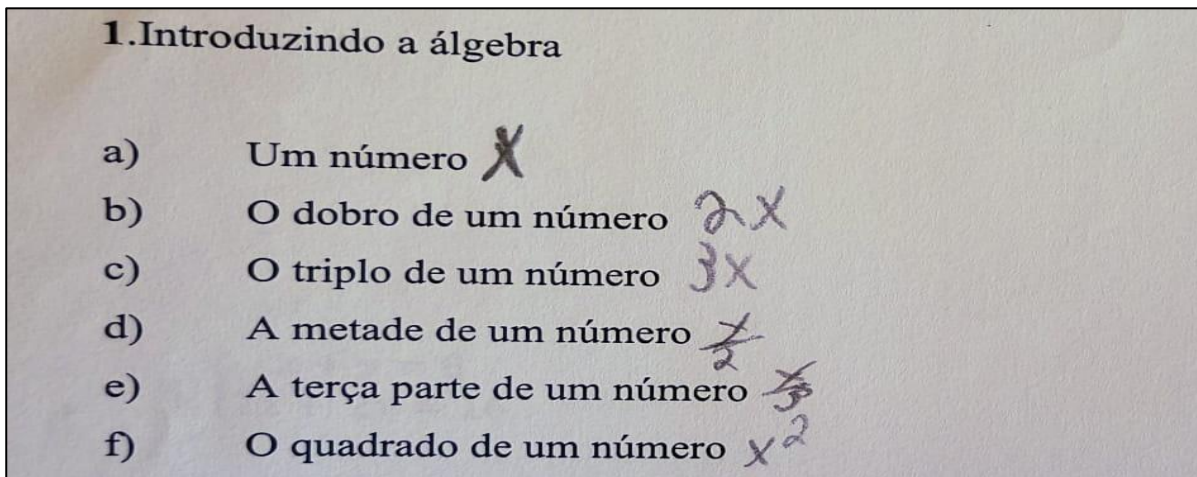 1.Introduzindo a álgebra
a) Um número X
b) O dobro de um número 2X
c) O triplo de um número 3X
d) A metade de um número x/2
e) A terça parte de um número x/3
f) O quadrado de um número x²